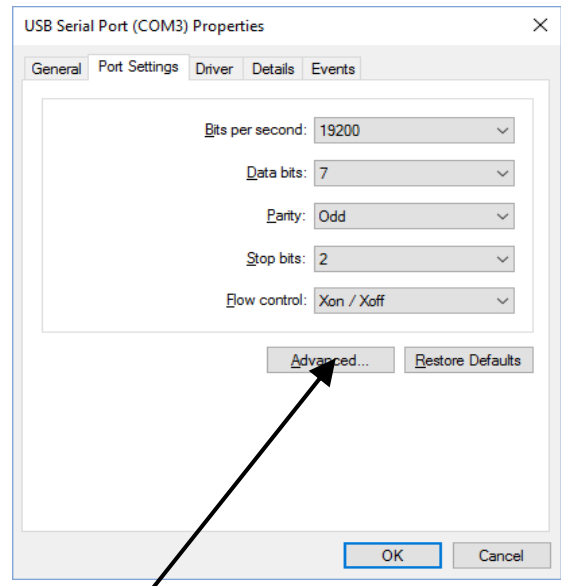 USB Serial Port (COM3) Properties
General Port Settings Driver Details Events
Bits per second: 19200
Data bits: 7
Parity: Odd
Stop bits: 2
Flow control: Xon / Xoff
Advanced... Restore Defaults
OK Cancel